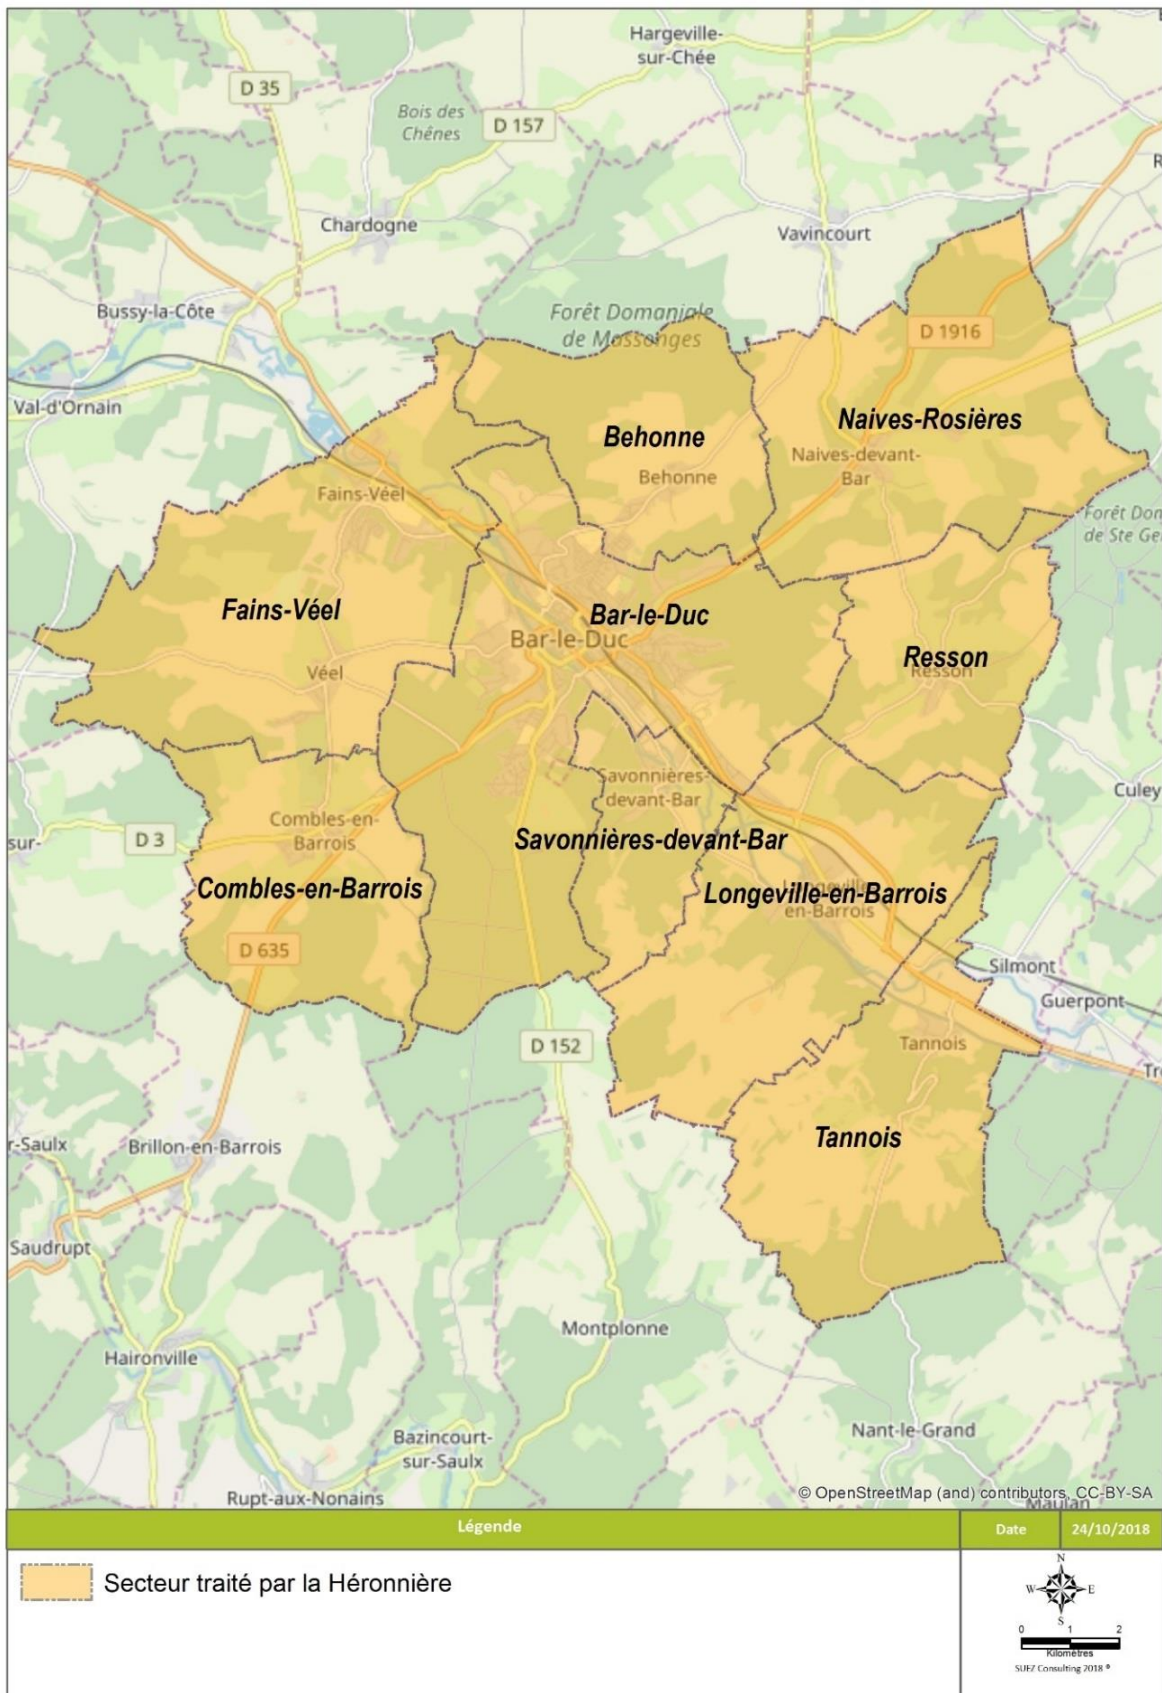 Hargeville-
sur-Chée
D 35
Bois des
Chênes
D 157
Chardogne
Vavincourt
Bussy-la-Côte
Forêt Domaniale
de Massonges
D 1916
Val-d'Ornain
Behonne
Naives-Rosières
Naives-devant-
Bar
Behonne
Fains-Véel
Forêt Dom
de Ste Ge
Fains-Véel
Bar-le-Duc
Bar-le-Duc
Resson
Resson
Véel
Savonnières-
devant-Bar
Culey
Combles-en-
Barrois
sur-
D 3
Savonnières-devant-Bar
Combles-en-Barrois
Longeville-en-Barrois
Longeville-
en-Barrois
D 635
Silmont
Guerpont
D 152
Tannois
Tr
Tannois
r-Saulx
Brillon-en-Barrois
Saudrupt
Montplonne
Haironville
Nant-le-Grand
Bazincourt-
sur-Saulx
Rupt-aux-Nonains
© OpenStreetMap (and) contributors, CC-BY-SA
Maulan
Légende
Date
24/10/2018
Secteur traité par la Héronnière
N
W
E
S
0 1 2
Kilomètres
SUEZ Consulting 2018 ®